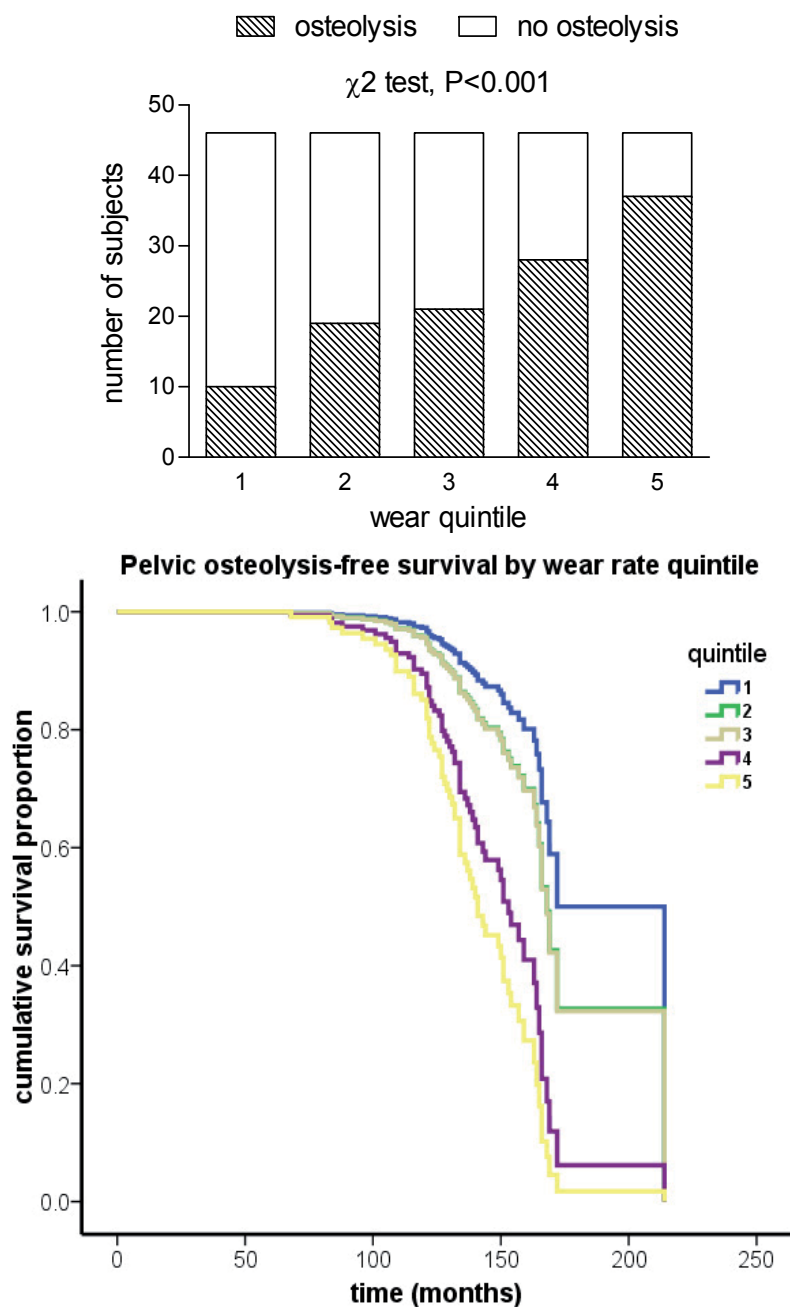 osteolysis no osteolysis
χ2 test, P<0.001
number of subjects
50
40
30
20
10
0
1 2 3 4 5
wear quintile
Pelvic osteolysis-free survival by wear rate quintile
cumulative survival proportion
1.0
0.8
0.6
0.4
0.2
0.0
quintile
1
2
3
4
5
0 50 100 150 200 250
time (months)